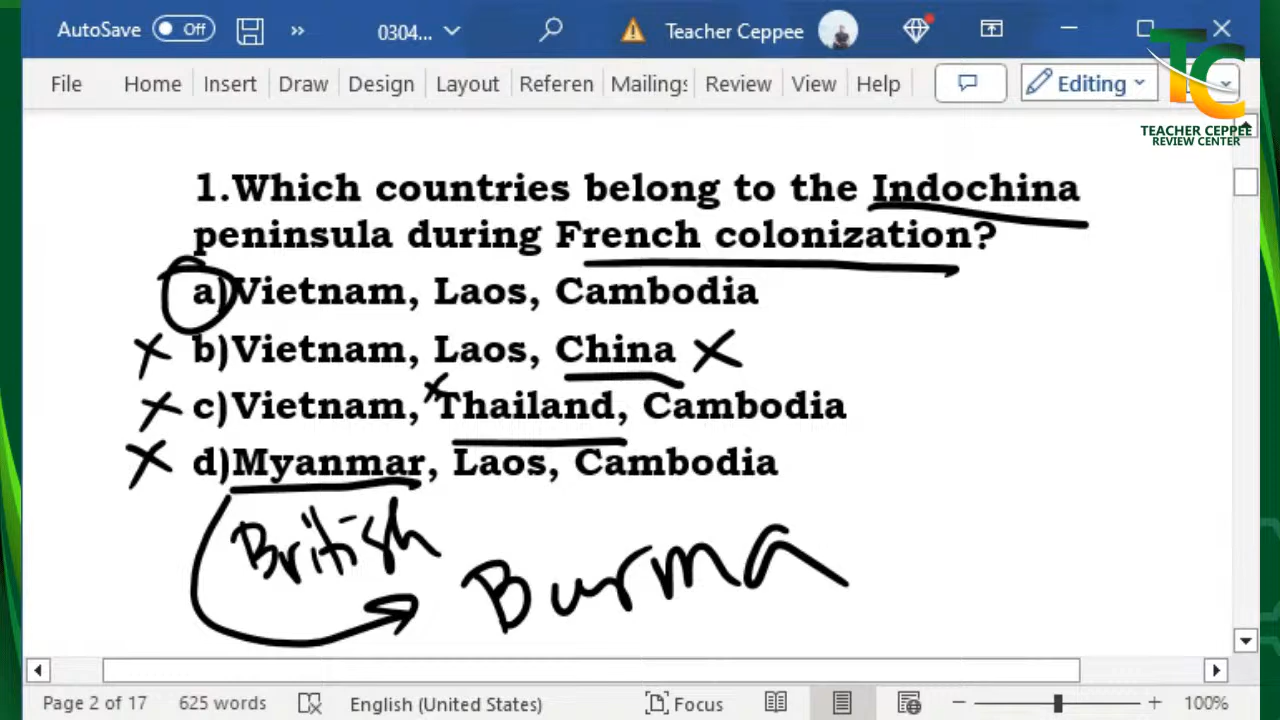 AutoSave Off 0304... Teacher Ceppee
File Home Insert Draw Design Layout Referen Mailings Review View Help Editing
TC
TEACHER CEPPEE
REVIEW CENTER
1.Which countries belong to the Indochina
peninsula during French colonization?
a)Vietnam, Laos, Cambodia
b)Vietnam, Laos, China
c)Vietnam, Thailand, Cambodia
d)Myanmar, Laos, Cambodia
British
Burma
Page 2 of 17 625 words English (United States) Focus 100%